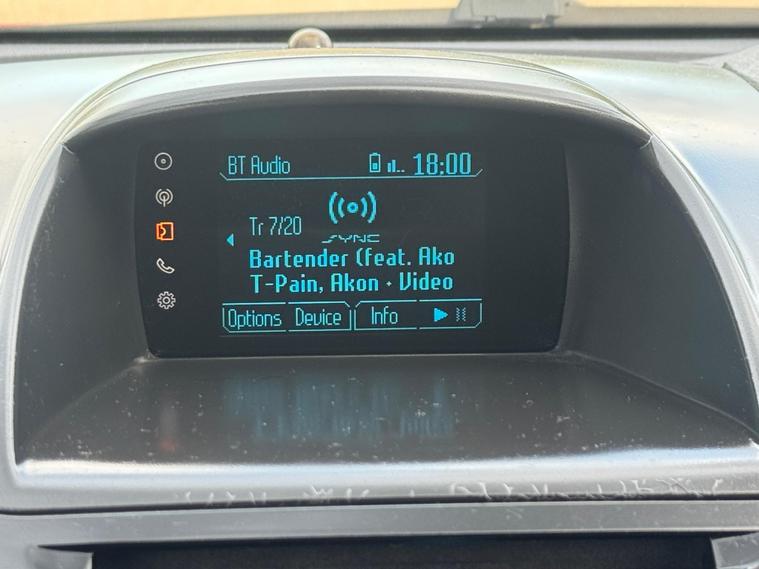 BT Audio 18:00
Tr 7/20
SYNC
Bartender (feat. Ako
T-Pain, Akon • Video
Options Device Info